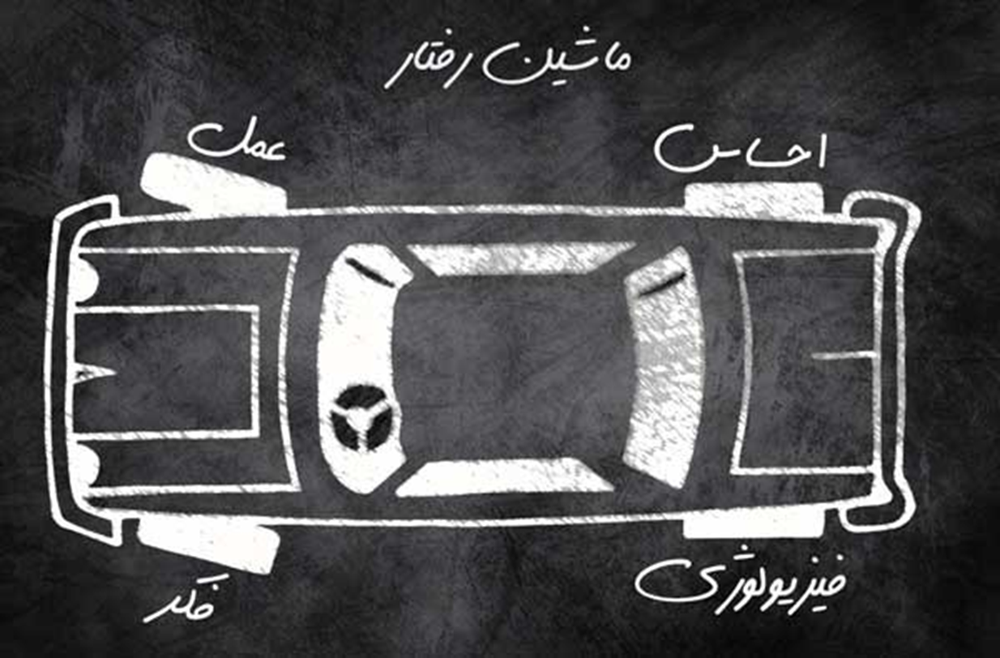 ماشین رفتار
احساس
عمل
فیزیولوژی
فکر